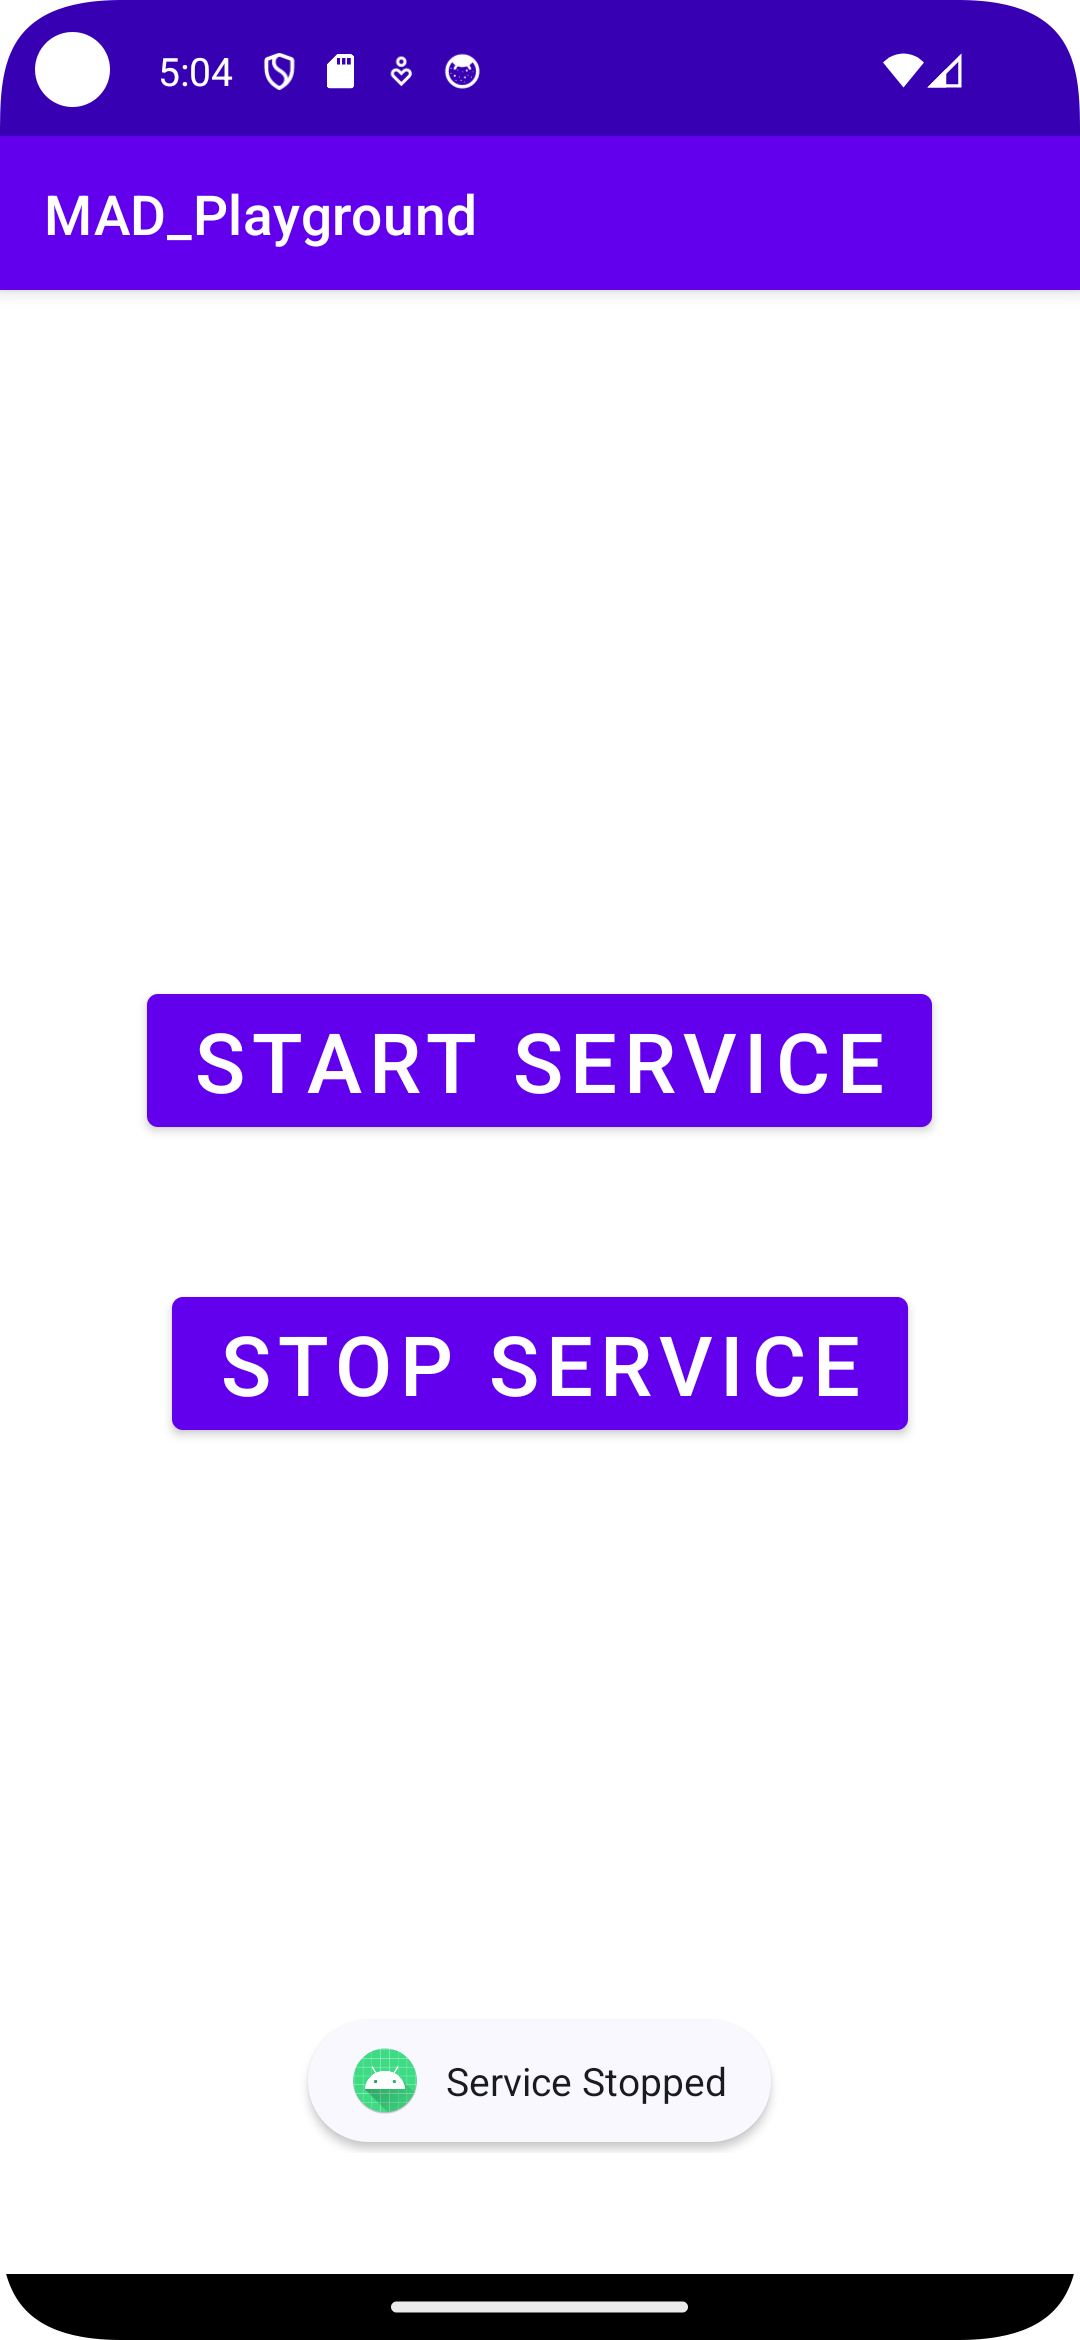 5:04
MAD_Playground
START SERVICE
STOP SERVICE
Service Stopped